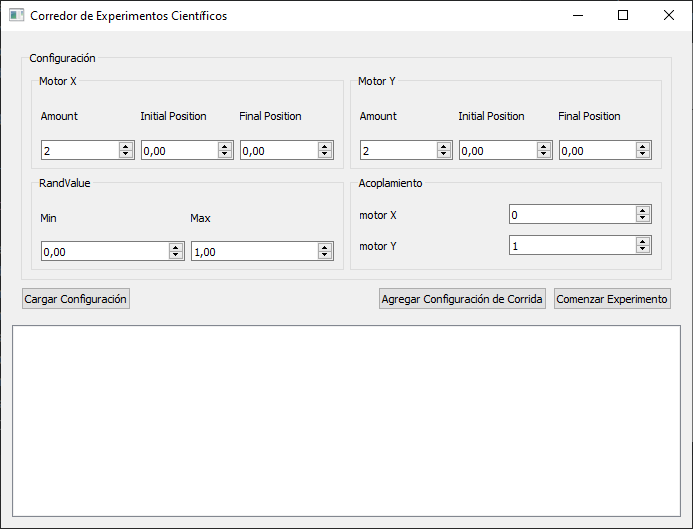 Corredor de Experimentos Científicos
Configuración
Motor X
Amount Initial Position Final Position
2 0,00 0,00
Motor Y
Amount Initial Position Final Position
2 0,00 0,00
RandValue
Min Max
0,00 1,00
Acoplamiento
motor X 0
motor Y 1
Cargar Configuración Agregar Configuración de Corrida Comenzar Experimento